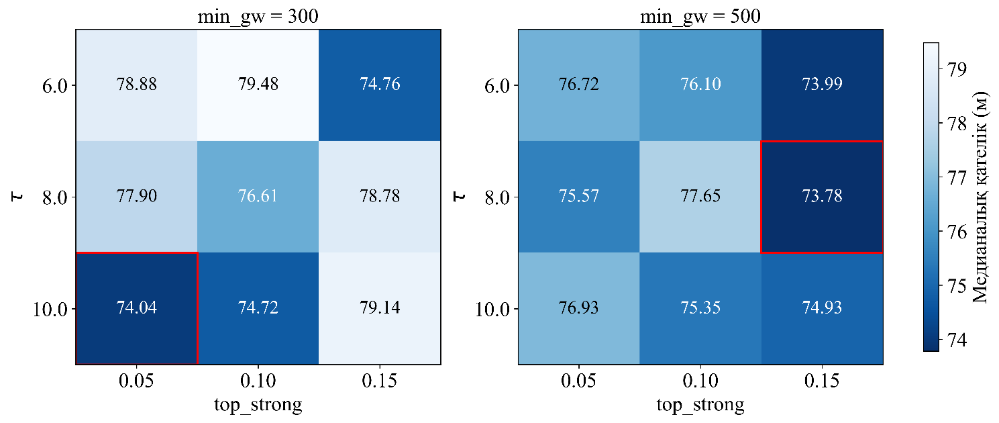 min_gw = 300
78.88 79.48 74.76
77.90 76.61 78.78
74.04 74.72 79.14
6.0
8.0
10.0
τ
0.05 0.10 0.15
top_strong
min_gw = 500
76.72 76.10 73.99
75.57 77.65 73.78
76.93 75.35 74.93
6.0
8.0
10.0
τ
0.05 0.10 0.15
top_strong
79
78
77
76
75
74
Медианалық қателік (м)